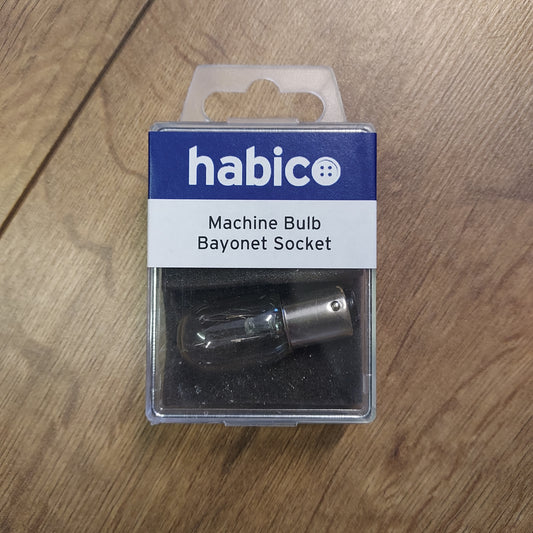 habico
Machine Bulb
Bayonet Socket